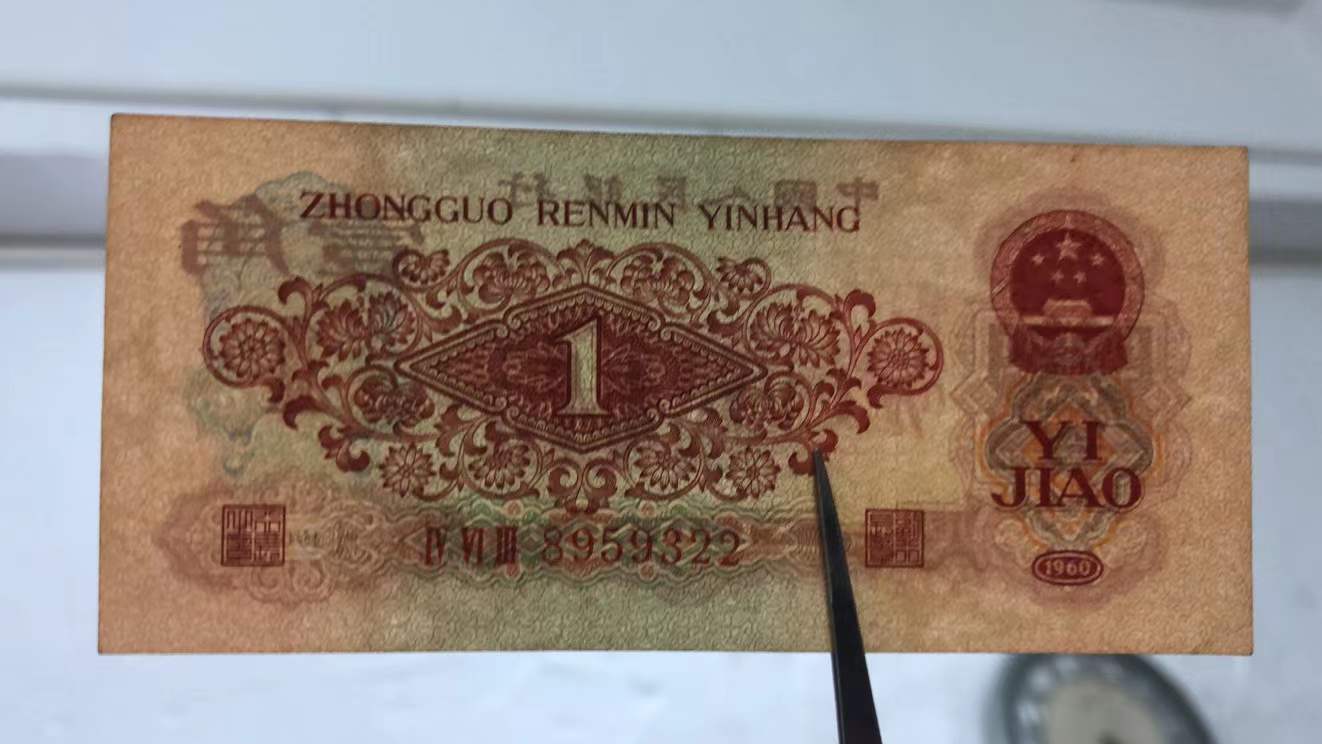 ZHONGGUO RENMIN YINHANG
1
YI
JIAO
IV VI III 8959322
1960